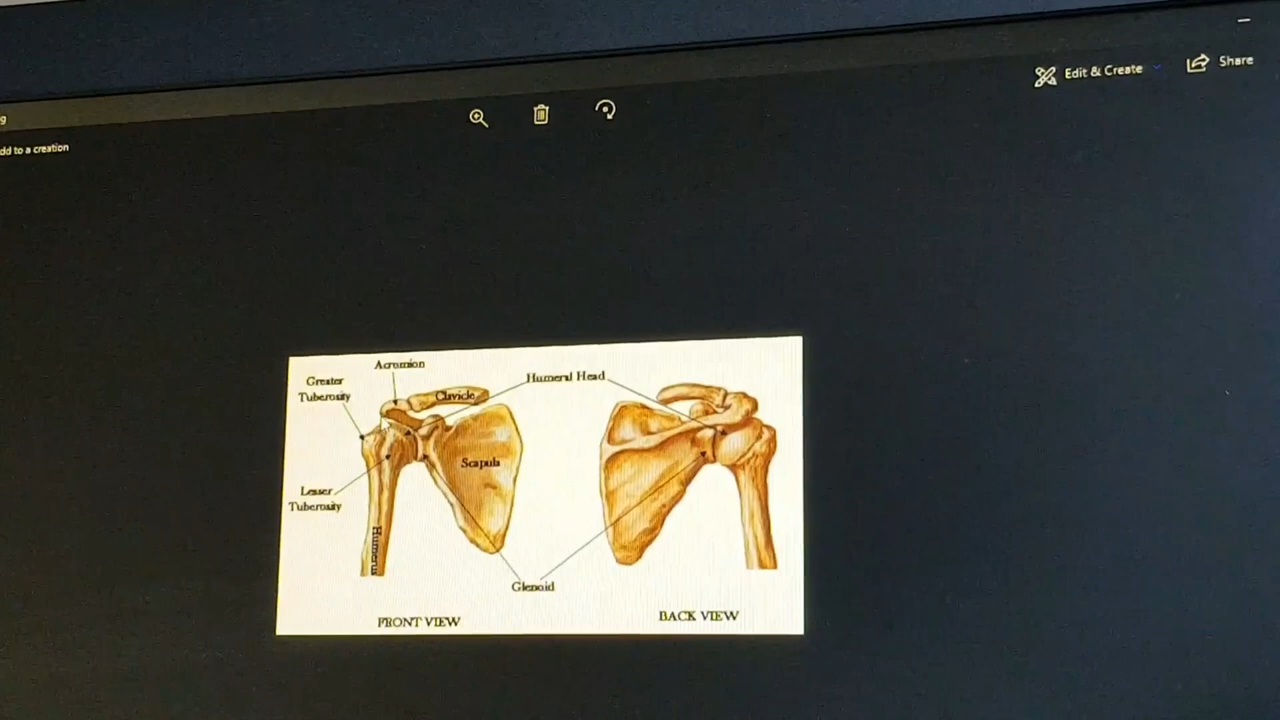 Edit & Create
Share
g
dd to a creation
Acromion
Greater
Tuberosity
Humeral Head
Clavicle
Scapula
Lesser
Tuberosity
Humerus
Glenoid
FRONT VIEW
BACK VIEW